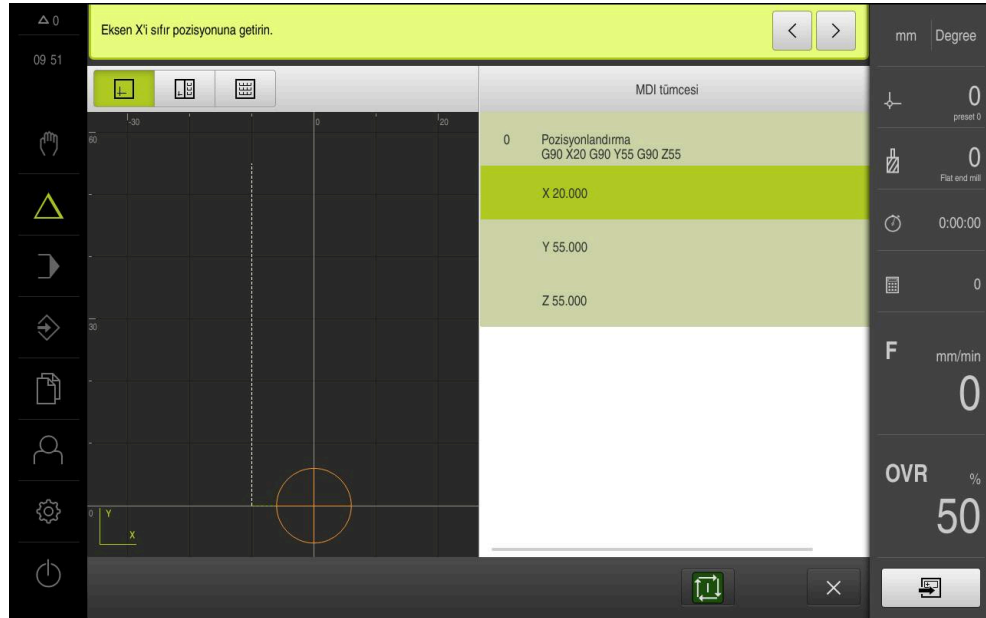 0
09 51
Eksen X'i sıfır pozisyonuna getirin.
-30
0
20
60
30
0
Y
X
MDI tümcesi
0 Pozisyonlandırma
G90 X20 G90 Y55 G90 Z55
X 20.000
Y 55.000
Z 55.000
mm Degree
0
preset 0
0
Flat end mill
0:00:00
0
F mm/min
0
OVR %
50